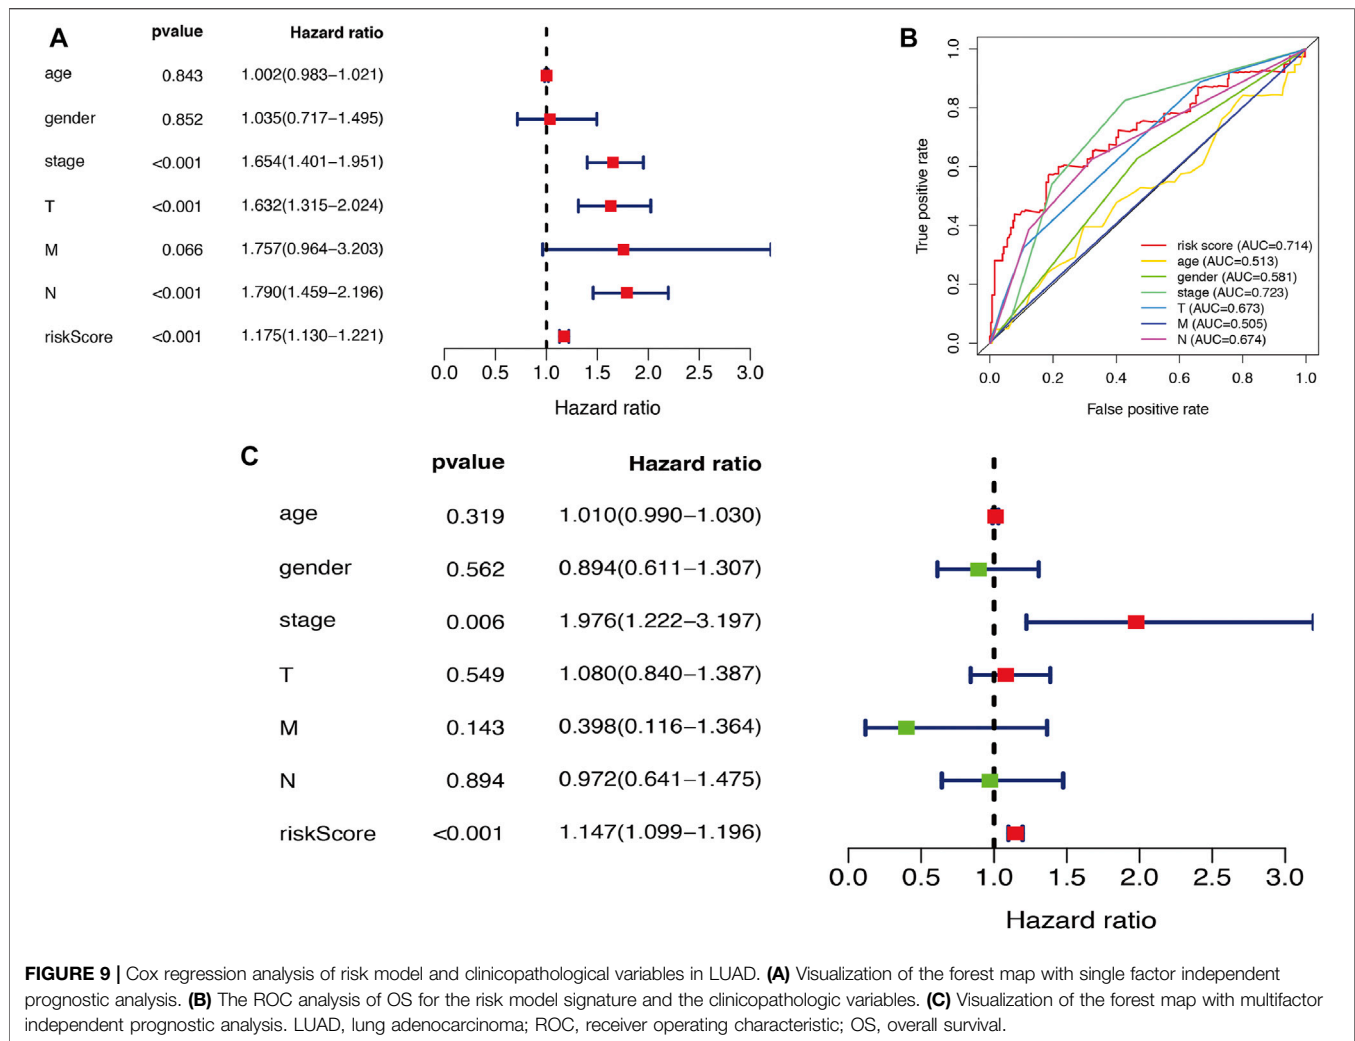 A
pvalue Hazard ratio
age 0.843 1.002(0.983−1.021)
gender 0.852 1.035(0.717−1.495)
stage <0.001 1.654(1.401−1.951)
T <0.001 1.632(1.315−2.024)
M 0.066 1.757(0.964−3.203)
N <0.001 1.790(1.459−2.196)
riskScore <0.001 1.175(1.130−1.221)
0.0 0.5 1.0 1.5 2.0 2.5 3.0
Hazard ratio
B
True positive rate
1.0
0.8
0.6
0.4
0.2
0.0
risk score (AUC=0.714)
age (AUC=0.513)
gender (AUC=0.581)
stage (AUC=0.723)
T (AUC=0.673)
M (AUC=0.505)
N (AUC=0.674)
0.0 0.2 0.4 0.6 0.8 1.0
False positive rate
C
pvalue Hazard ratio
age 0.319 1.010(0.990−1.030)
gender 0.562 0.894(0.611−1.307)
stage 0.006 1.976(1.222−3.197)
T 0.549 1.080(0.840−1.387)
M 0.143 0.398(0.116−1.364)
N 0.894 0.972(0.641−1.475)
riskScore <0.001 1.147(1.099−1.196)
0.0 0.5 1.0 1.5 2.0 2.5 3.0
Hazard ratio
FIGURE 9 | Cox regression analysis of risk model and clinicopathological variables in LUAD. (A) Visualization of the forest map with single factor independent
prognostic analysis. (B) The ROC analysis of OS for the risk model signature and the clinicopathologic variables. (C) Visualization of the forest map with multifactor
independent prognostic analysis. LUAD, lung adenocarcinoma; ROC, receiver operating characteristic; OS, overall survival.